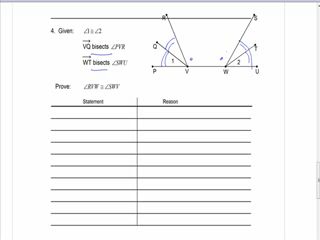 R S
4. Given: ∠1≅∠2
VQ bisects ∠PVR
Q T
WT bisects ∠SWU
1 2
P V W U
Prove: ∠RVW ≅ ∠SWV
Statement Reason